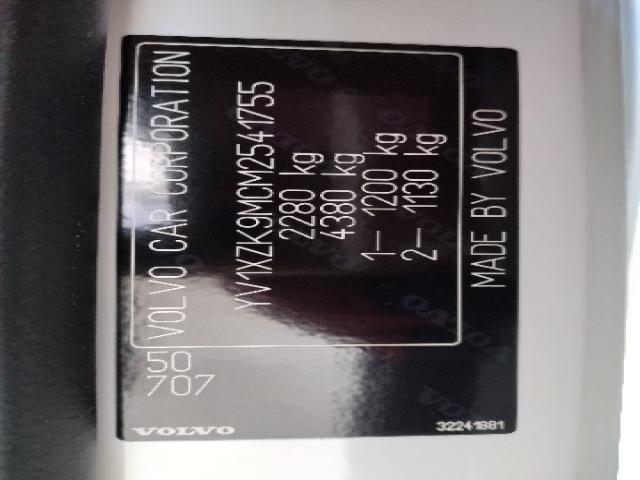 VOLVO CAR CORPORATION
YV1XZK9MCM2541755
2280 kg
4380 kg
1- 1200 kg
2- 1130 kg
MADE BY VOLVO
50
707
VOLVO
32241881